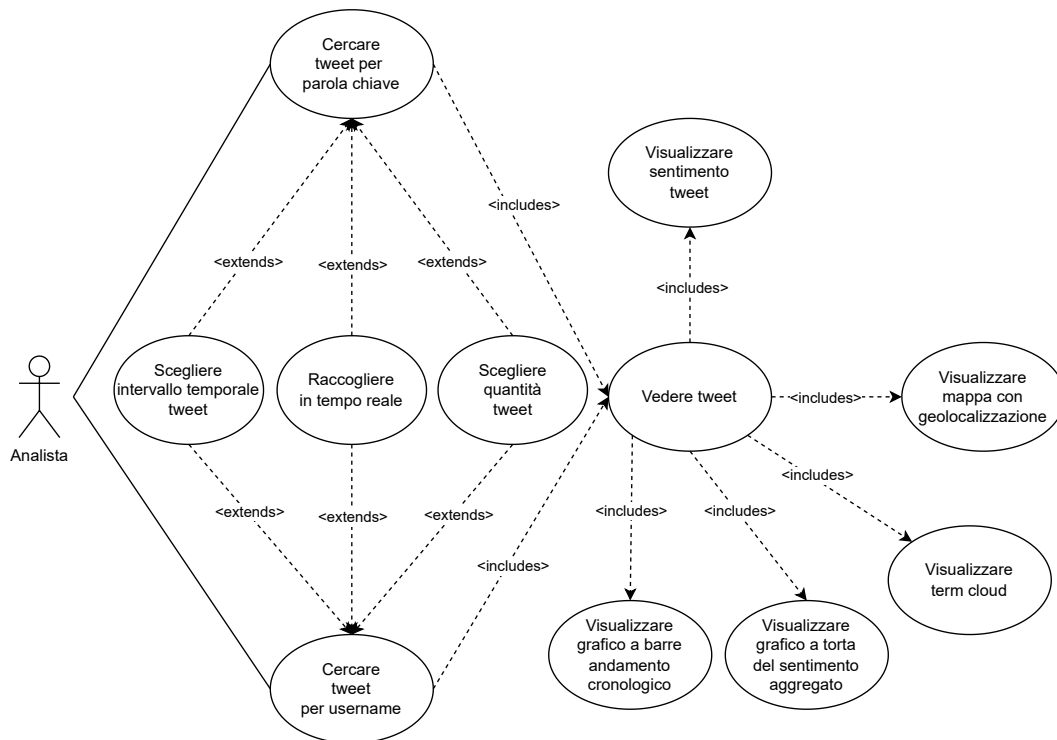 Cercare
tweet per
parola chiave
Visualizzare
sentimento
tweet
<includes>
<extends>
<extends>
<extends>
<includes>
Scegliere
intervallo temporale
tweet
Raccogliere
in tempo reale
Scegliere
quantità
tweet
Vedere tweet
<includes>
Visualizzare
mappa con
geolocalizzazione
Analista
<includes>
<extends>
<extends>
<extends>
<includes>
<includes>
<includes>
Visualizzare
term cloud
Visualizzare
grafico a barre
andamento
cronologico
Visualizzare
grafico a torta
del sentimento
aggregato
Cercare
tweet
per username